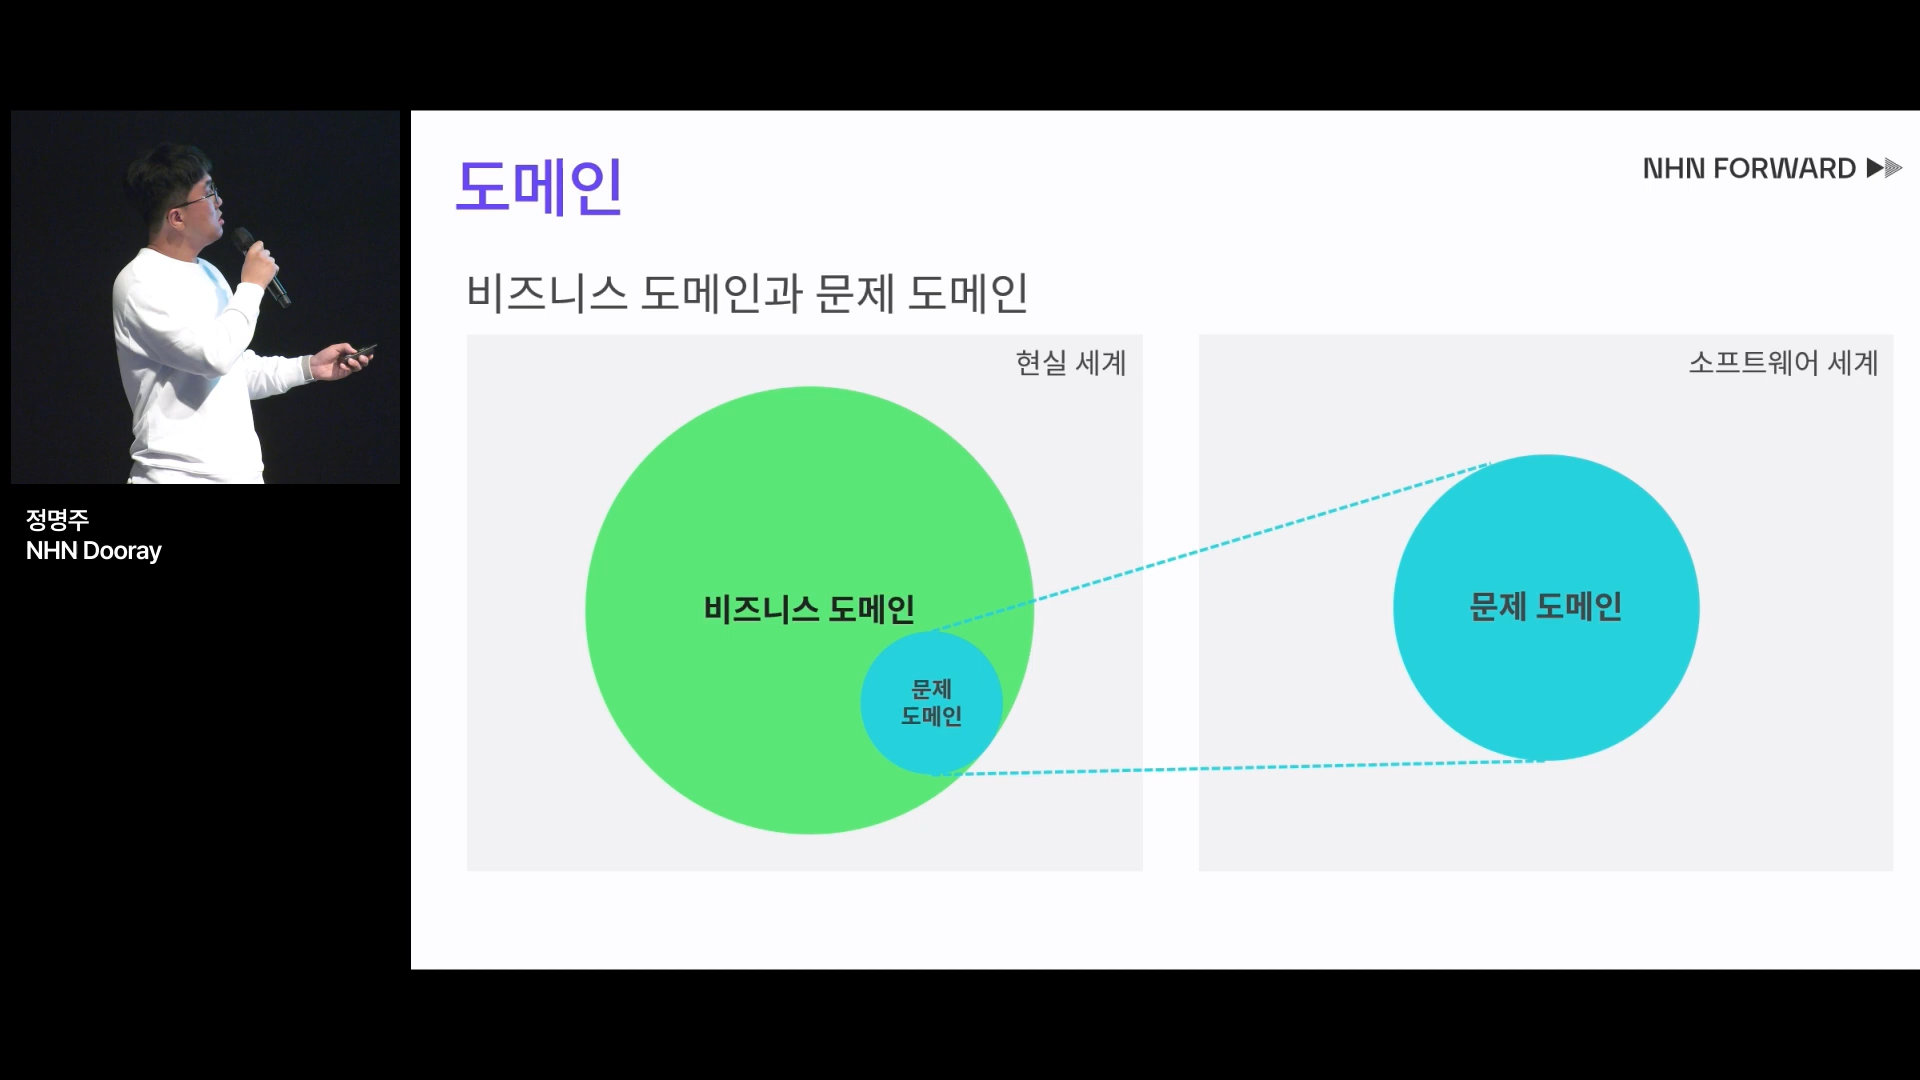 도메인
NHN FORWARD
비즈니스 도메인과 문제 도메인
현실 세계
소프트웨어 세계
비즈니스 도메인
문제
도메인
문제 도메인
정명주
NHN Dooray